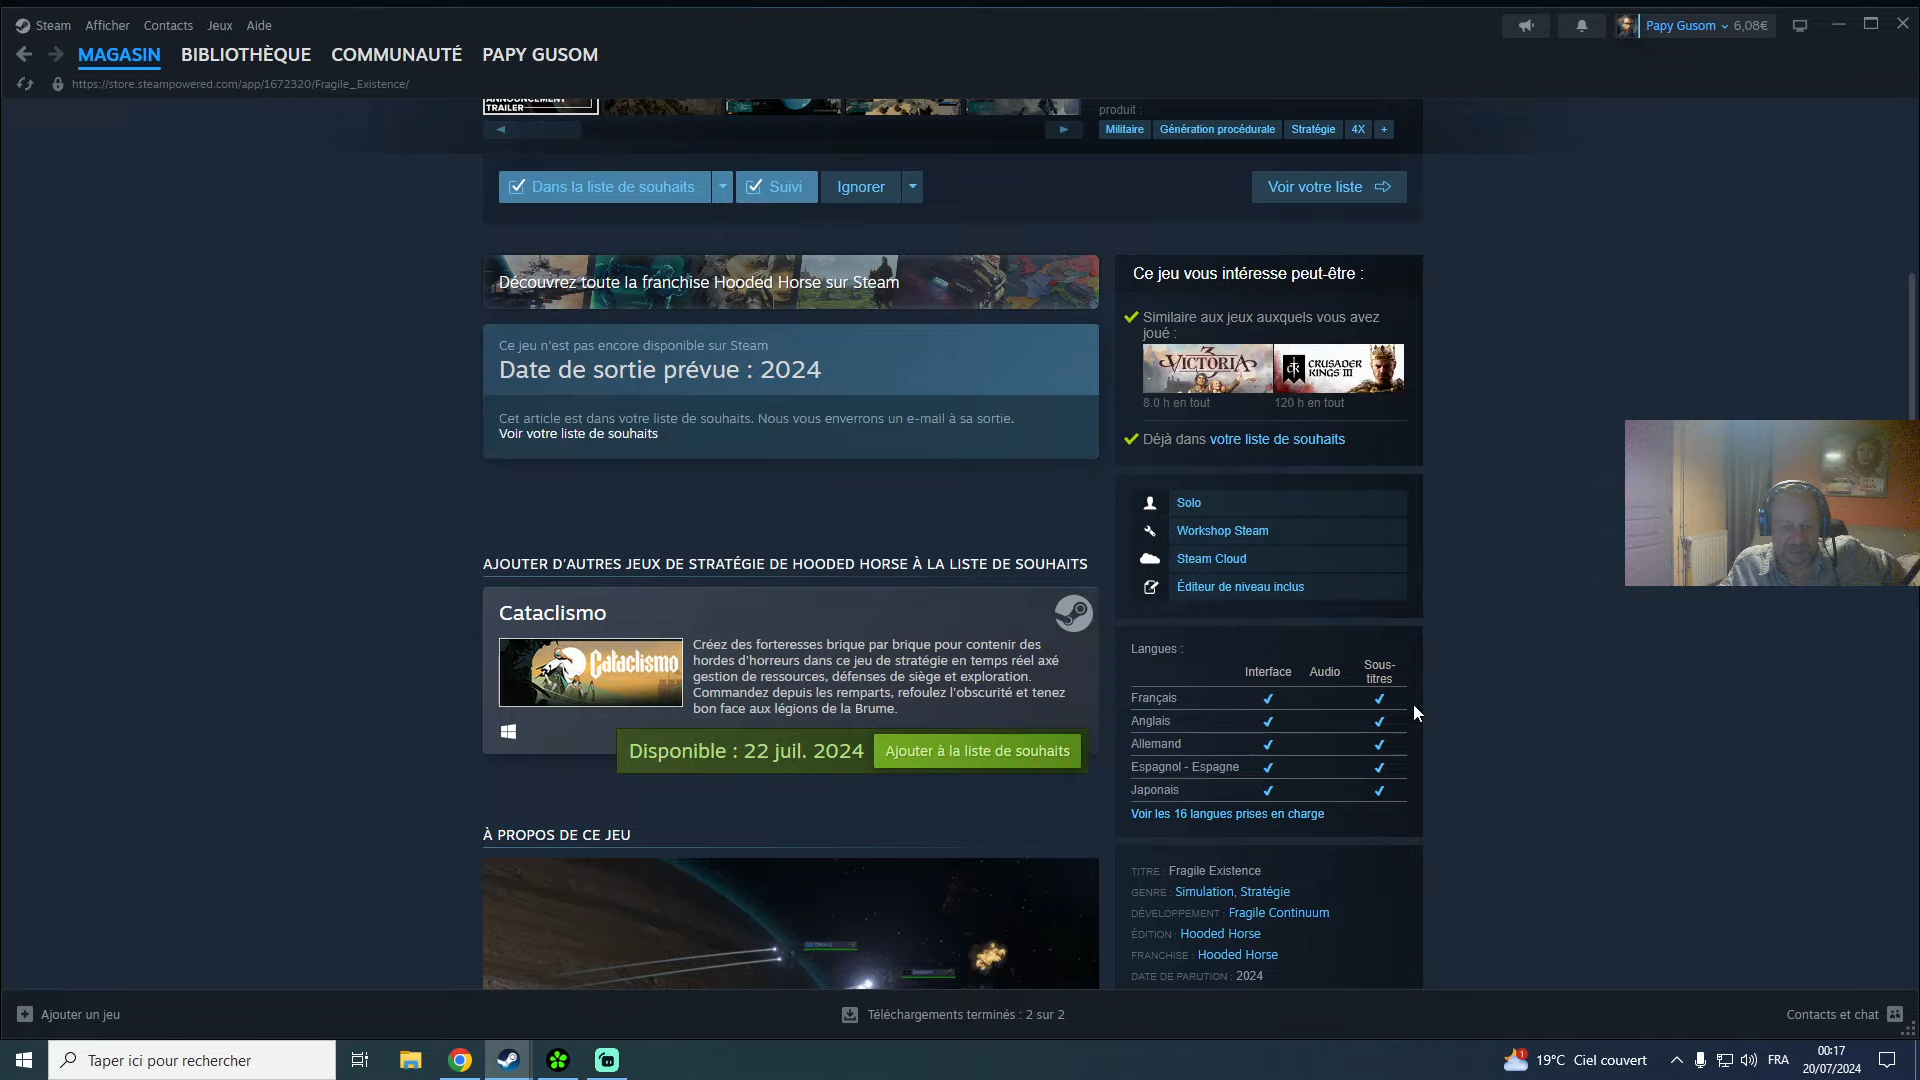 Steam Afficher Contacts Jeux Aide
Papy Gusom 6,08€
MAGASIN BIBLIOTHÈQUE COMMUNAUTÉ PAPY GUSOM
https://store.steampowered.com/app/1672320/Fragile_Existence/
ANNOUNCEMENT
TRAILER
produit :
Militaire Génération procédurale Stratégie 4X +
Dans la liste de souhaits Suivi Ignorer Voir votre liste
Découvrez toute la franchise Hooded Horse sur Steam
Ce jeu n'est pas encore disponible sur Steam
Date de sortie prévue : 2024
Cet article est dans votre liste de souhaits. Nous vous enverrons un e-mail à sa sortie.
Voir votre liste de souhaits
AJOUTER D'AUTRES JEUX DE STRATÉGIE DE HOODED HORSE À LA LISTE DE SOUHAITS
Cataclismo
Cataclismo
Créez des forteresses brique par brique pour contenir des
hordes d'horreurs dans ce jeu de stratégie en temps réel axé
gestion de ressources, défenses de siège et exploration.
Commandez depuis les remparts, refoulez l'obscurité et tenez
bon face aux légions de la Brume.
Disponible : 22 juil. 2024 Ajouter à la liste de souhaits
À PROPOS DE CE JEU
Ce jeu vous intéresse peut-être :
Similaire aux jeux auxquels vous avez
joué :
VICTORIA 3
CRUSADER
KINGS III
8.0 h en tout 120 h en tout
Déjà dans votre liste de souhaits
Solo
Workshop Steam
Steam Cloud
Éditeur de niveau inclus
Langues :
Interface Audio Sous-
titres
Français ✔ ✔
Anglais ✔ ✔
Allemand ✔ ✔
Espagnol - Espagne ✔ ✔
Japonais ✔ ✔
Voir les 16 langues prises en charge
TITRE : Fragile Existence
GENRE : Simulation, Stratégie
DÉVELOPPEMENT : Fragile Continuum
ÉDITION : Hooded Horse
FRANCHISE : Hooded Horse
DATE DE PARUTION : 2024
Ajouter un jeu
Téléchargements terminés : 2 sur 2
Contacts et chat
Taper ici pour rechercher
1
19°C Ciel couvert
FRA
00:17
20/07/2024